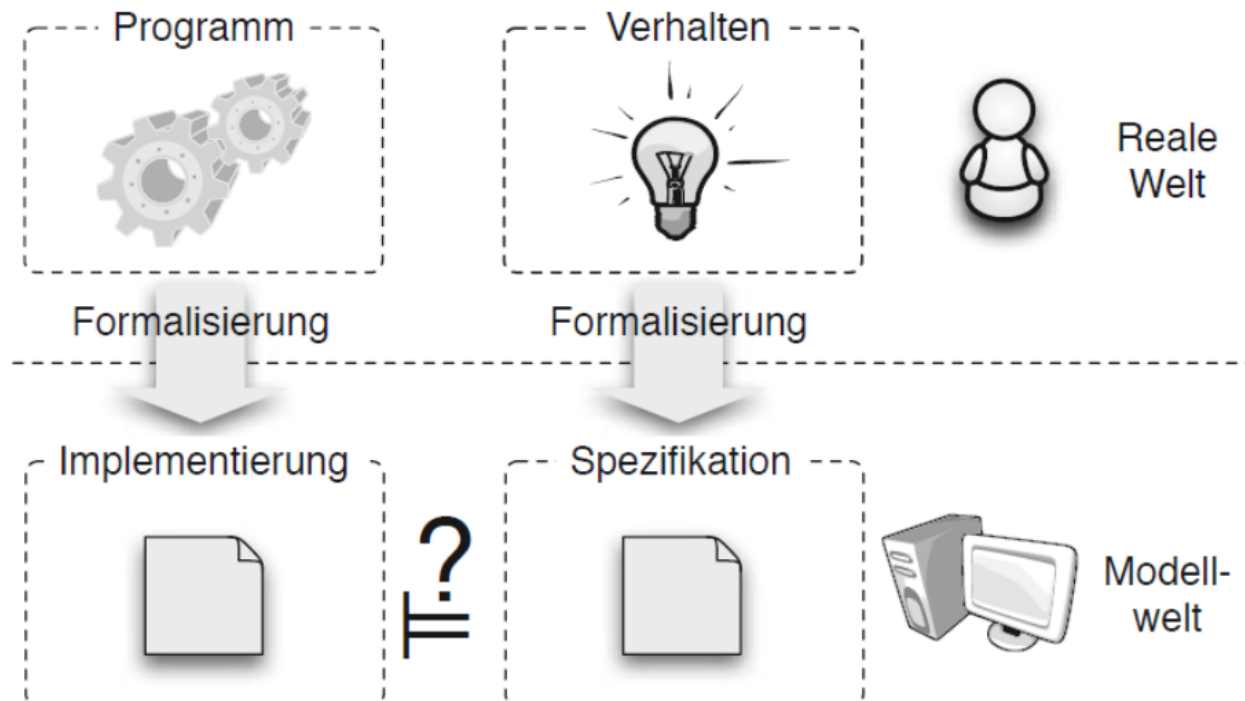 Programm
Verhalten
Reale
Welt
Formalisierung
Formalisierung
Implementierung
Spezifikation
?
⊨
Modell-
welt